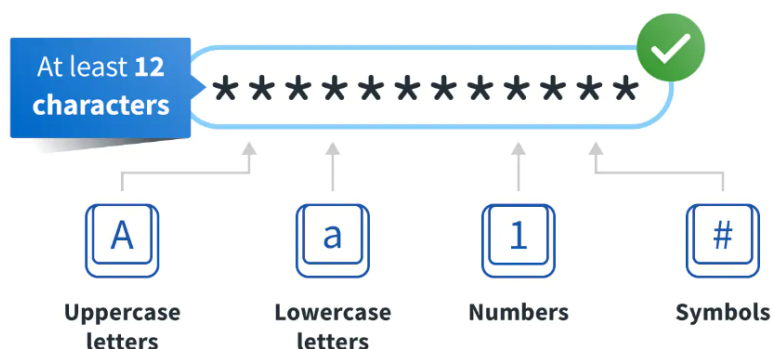 At least 12
characters
************
A
a
1
#
Uppercase
letters
Lowercase
letters
Numbers
Symbols